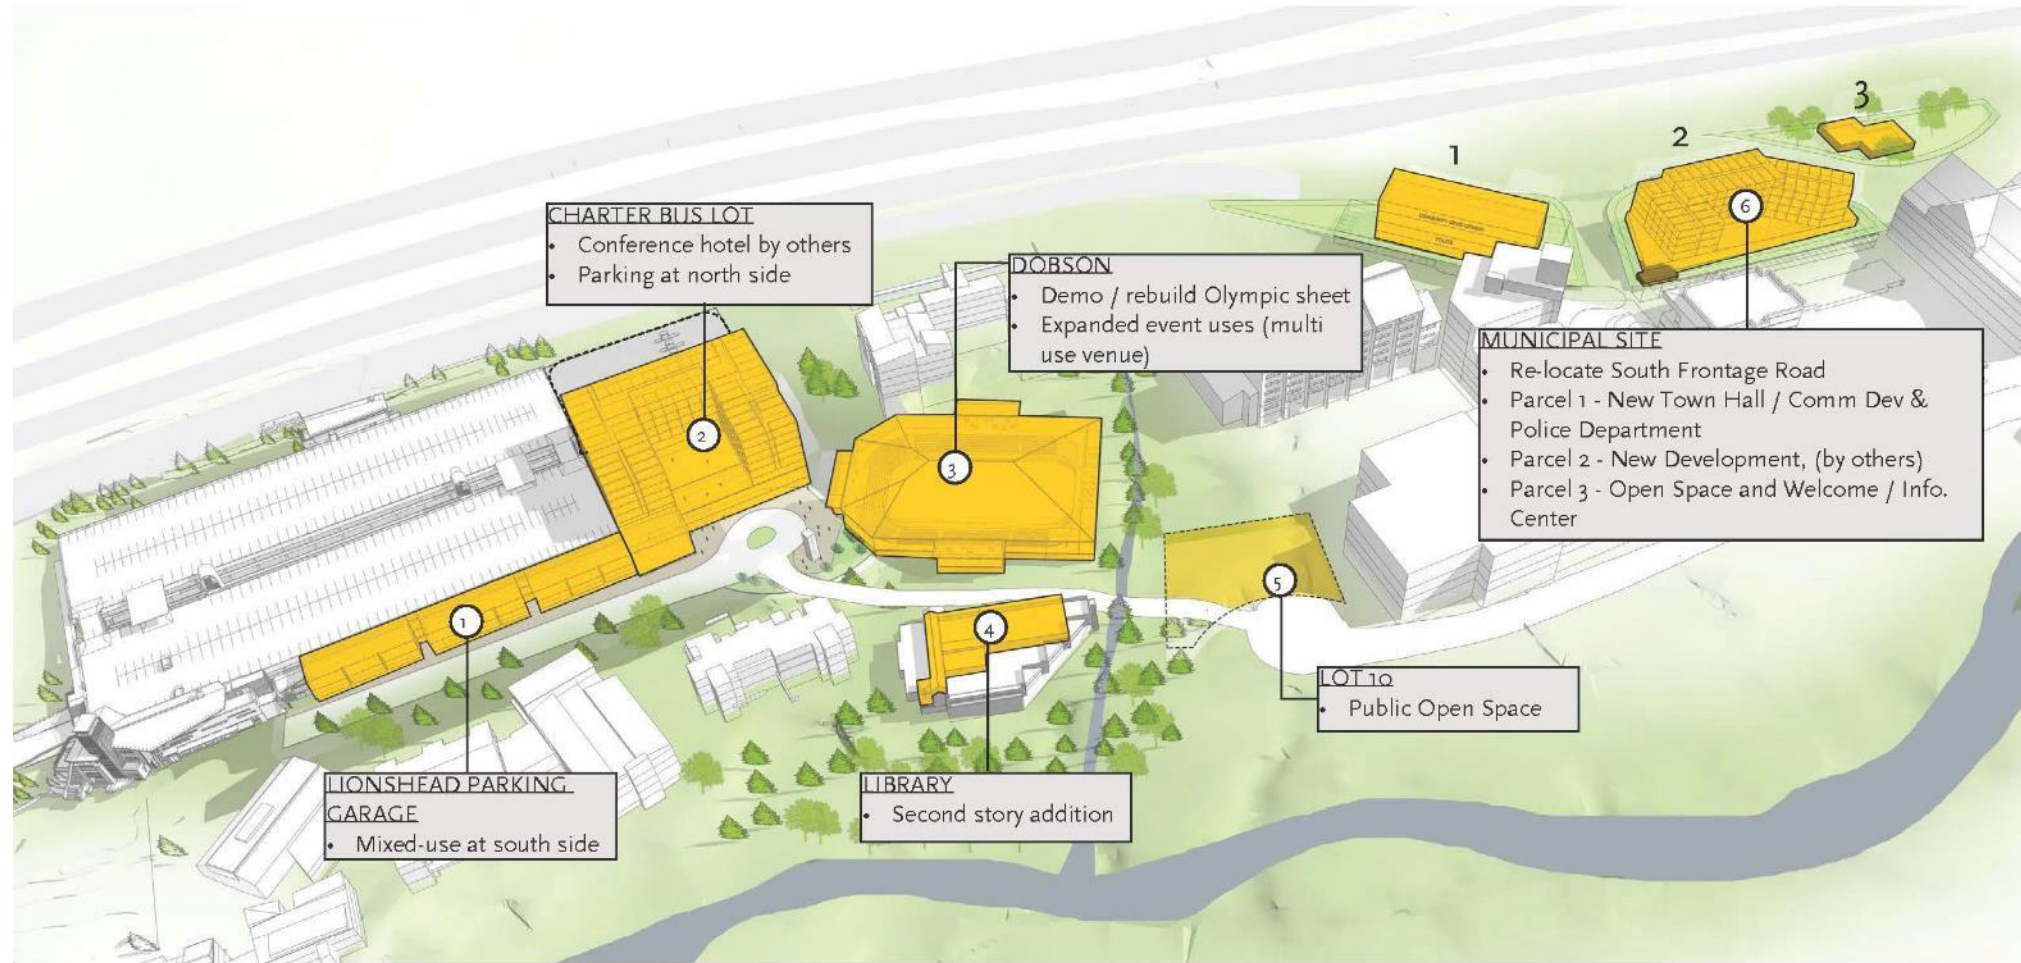 3
2
1
CHARTER BUS LOT
• Conference hotel by others
• Parking at north side
DOBSON
• Demo / rebuild Olympic sheet
• Expanded event uses (multi
use venue)
6
MUNICIPAL SITE
• Re-locate South Frontage Road
• Parcel 1 - New Town Hall / Comm Dev &
Police Department
• Parcel 2 - New Development, (by others)
• Parcel 3 - Open Space and Welcome / Info.
Center
2
3
5
1
4
LOT 10
• Public Open Space
LIONSHEAD PARKING
GARAGE
• Mixed-use at south side
LIBRARY
• Second story addition